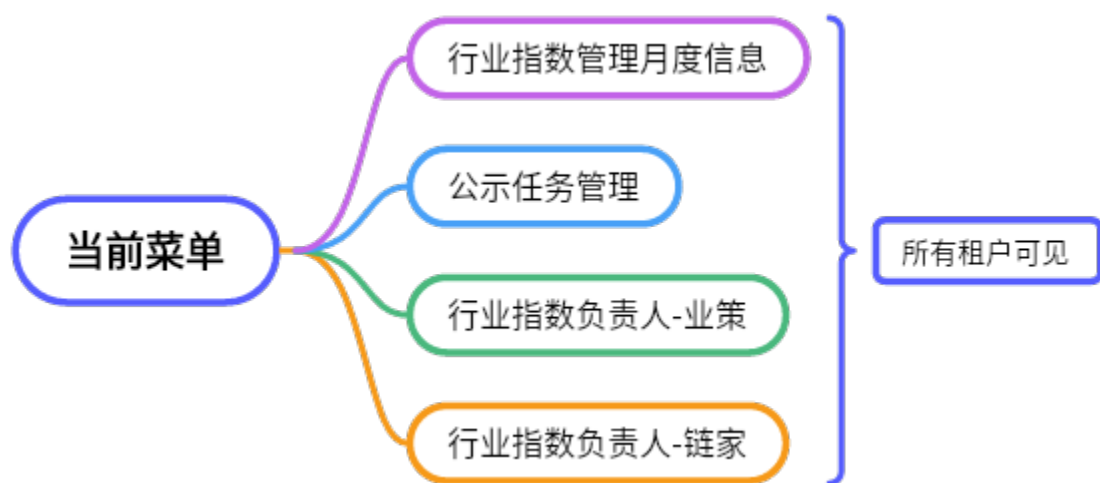 行业指数管理月度信息
公示任务管理
当前菜单
所有租户可见
行业指数负责人-业策
行业指数负责人-链家